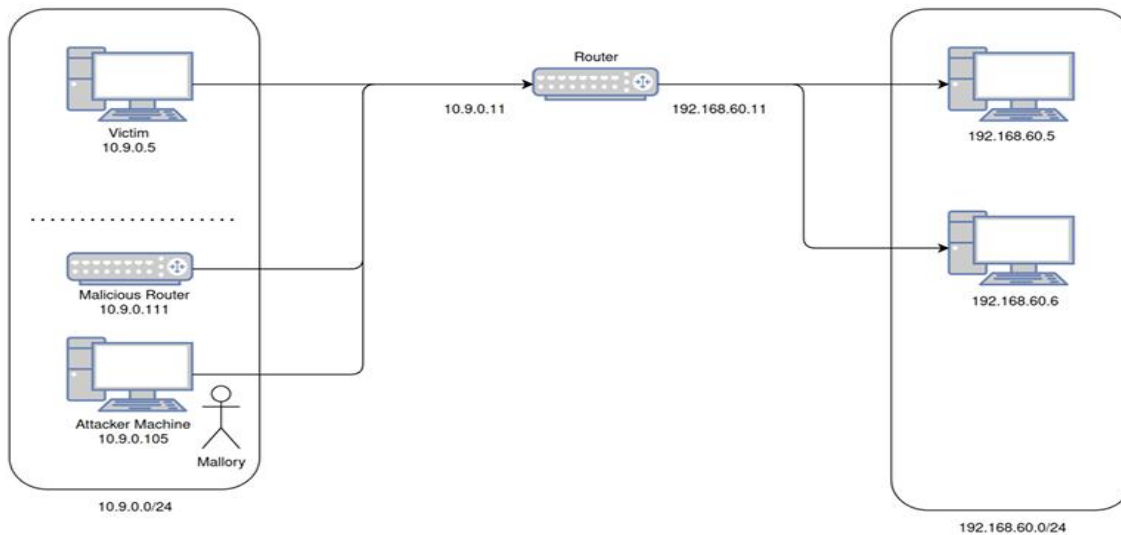 Victim
10.9.0.5
Malicious Router
10.9.0.111
Attacker Machine
10.9.0.105
Mallory
10.9.0.0/24
Router
10.9.0.11
192.168.60.11
192.168.60.5
192.168.60.6
192.168.60.0/24